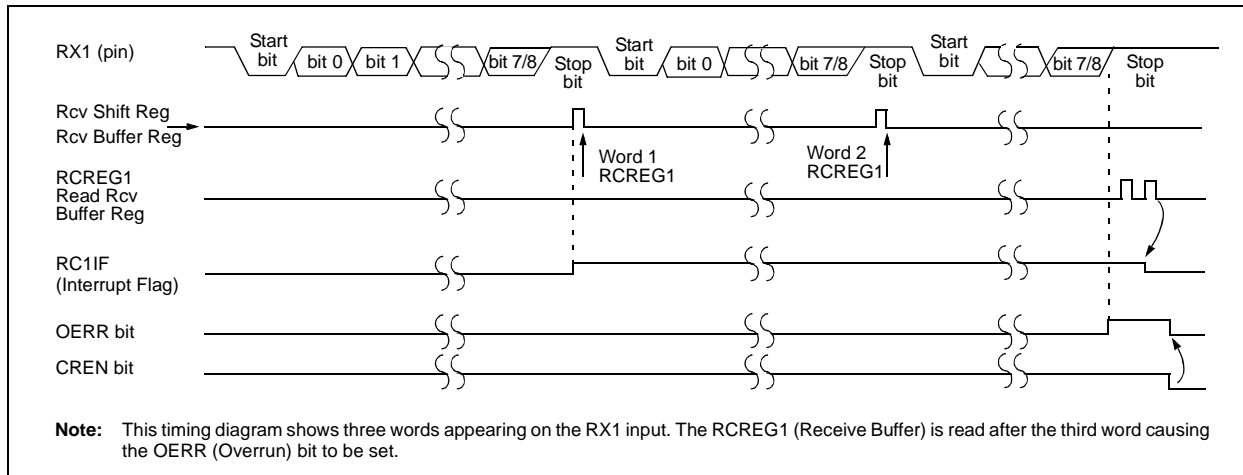 RX1 (pin)
Start bit
bit 0
bit 1
bit 7/8
Stop bit
Start bit
bit 0
bit 7/8
Stop bit
Start bit
bit 7/8
Stop bit
Rcv Shift Reg
Rcv Buffer Reg
Word 1
RCREG1
Word 2
RCREG1
RCREG1
Read Rcv
Buffer Reg
RC1IF
(Interrupt Flag)
OERR bit
CREN bit
Note: This timing diagram shows three words appearing on the RX1 input. The RCREG1 (Receive Buffer) is read after the third word causing
the OERR (Overrun) bit to be set.